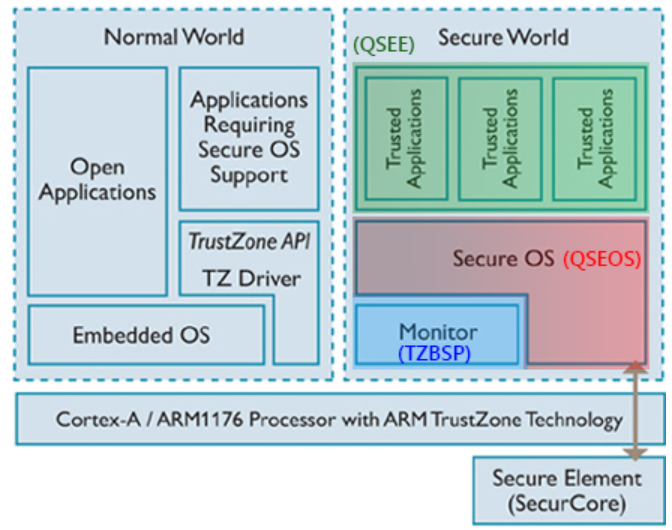 Normal World
Open
Applications
Applications
Requiring
Secure OS
Support
TrustZone API
TZ Driver
Embedded OS
Secure World
(QSEE)
Trusted
Applications
Trusted
Applications
Trusted
Applications
Secure OS (QSEOS)
Monitor
(TZBSP)
Cortex-A / ARM1176 Processor with ARM TrustZone Technology
Secure Element
(SecurCore)